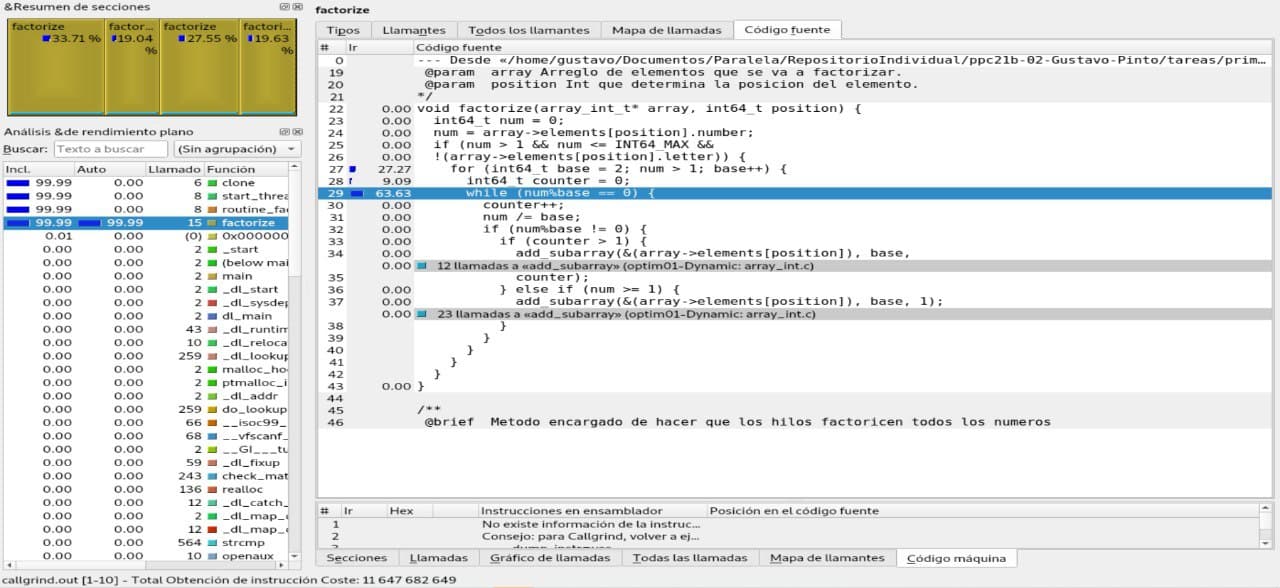 &Resumen de secciones
factorize
33.71 %
factor...
19.04 %
factorize
27.55 %
factori...
19.63 %
Análisis &de rendimiento plano
Buscar: Texto a buscar (Sin agrupación)
Incl. Auto Llamado Función
99.99 0.00 6 clone
99.99 0.00 8 start_threa
99.99 0.00 8 routine_fa
99.99 99.99 15 factorize
0.01 0.00 (0) 0x000000
0.00 0.00 2 _start
0.00 0.00 2 (below mai
0.00 0.00 2 main
0.00 0.00 2 _dl_start
0.00 0.00 2 _dl_sysdep
0.00 0.00 2 dl_main
0.00 0.00 43 _dl_runtim
0.00 0.00 10 _dl_reloca
0.00 0.00 259 _dl_lookup
0.00 0.00 2 malloc_ho
0.00 0.00 2 ptmalloc_i
0.00 0.00 2 _dl_addr
0.00 0.00 259 do_lookup
0.00 0.00 66 __isoc99_
0.00 0.00 68 __vfscanf_
0.00 0.00 2 __GI___tu
0.00 0.00 59 _dl_fixup
0.00 0.00 243 check_mat
0.00 0.00 136 realloc
0.00 0.00 12 _dl_catch_
0.00 0.00 2 _dl_map_
0.00 0.00 12 _dl_map_
0.00 0.00 564 strcmp
0.00 0.00 10 openaux
factorize
Tipos Llamantes Todos los llamantes Mapa de llamadas Código fuente
# Ir Código fuente
0 --- Desde «/home/gustavo/Documentos/Paralela/RepositorioIndividual/ppc21b-02-Gustavo-Pinto/tareas/prim...
19 @param array Arreglo de elementos que se va a factorizar.
20 @param position Int que determina la posicion del elemento.
21 */
22 0.00 void factorize(array_int_t* array, int64_t position) {
23 0.00 int64_t num = 0;
24 0.00 num = array->elements[position].number;
25 0.00 if (num > 1 && num <= INT64_MAX &&
26 0.00 !(array->elements[position].letter)) {
27 27.27 for (int64_t base = 2; num > 1; base++) {
28 9.09 int64_t counter = 0;
29 63.63 while (num%base == 0) {
30 0.00 counter++;
31 0.00 num /= base;
32 0.00 if (num%base != 0) {
33 0.00 if (counter > 1) {
34 0.00 add_subarray(&(array->elements[position]), base,
0.00 12 llamadas a «add_subarray» (optim01-Dynamic: array_int.c)
35 counter);
36 0.00 } else if (num >= 1) {
37 0.00 add_subarray(&(array->elements[position]), base, 1);
0.00 23 llamadas a «add_subarray» (optim01-Dynamic: array_int.c)
38 }
39 }
40 }
41 }
42 }
43 0.00 }
44
45 /**
46 @brief Metodo encargado de hacer que los hilos factoricen todos los numeros
# Ir Hex Instrucciones en ensamblador Posición en el código fuente
1 No existe información de la instruc...
2 Consejo: para Callgrind, volver a ej...
Secciones Llamadas Gráfico de llamadas Todas las llamadas Mapa de llamantes Código máquina
callgrind.out [1-10] - Total Obtención de instrucción Coste: 11 647 682 649